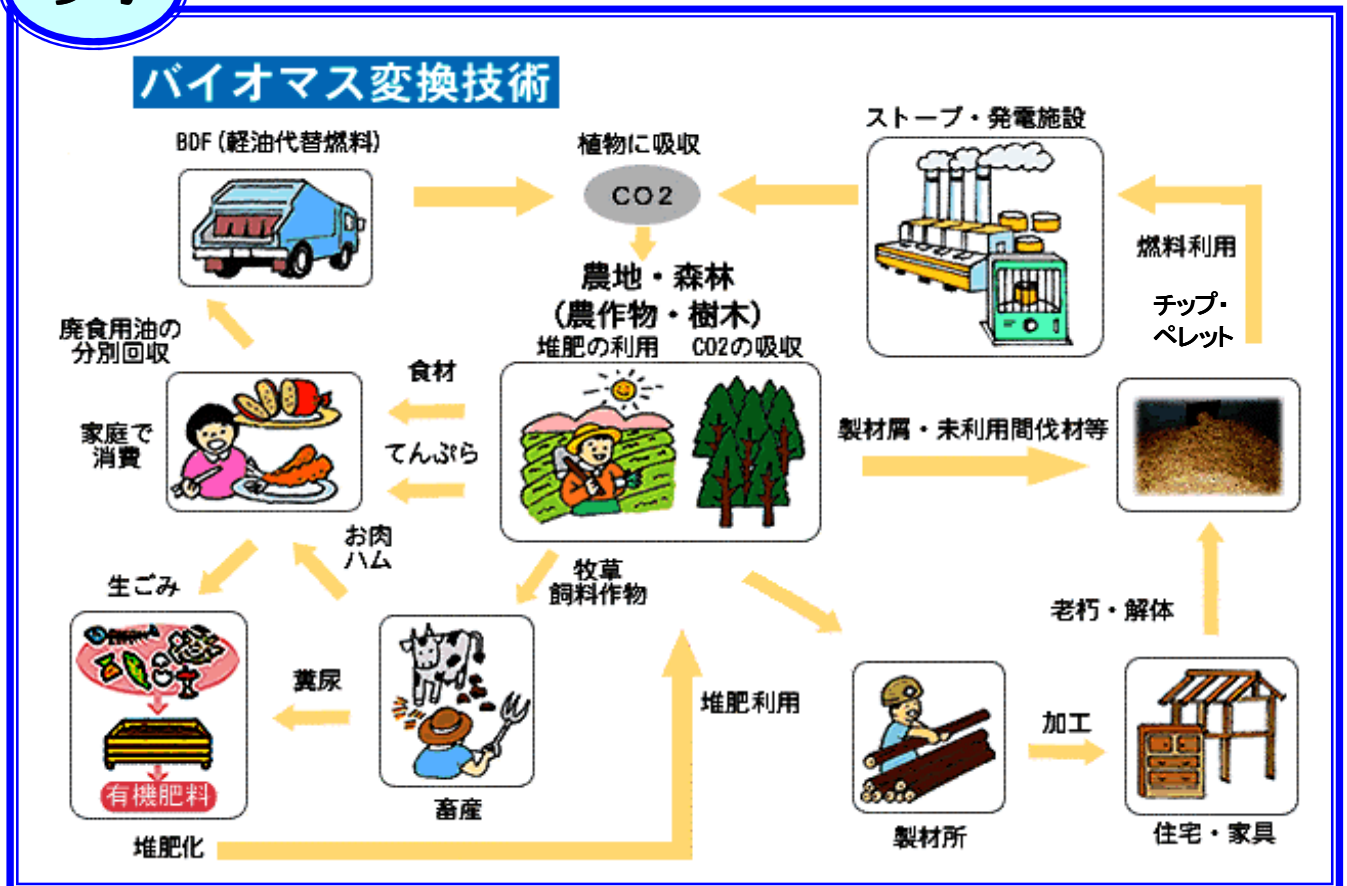 バイオマス変換技術
BDF(軽油代替燃料)
植物に吸収
CO2
ストーブ・発電施設
燃料利用
チップ・
ペレット
農地・森林
(農作物・樹木)
堆肥の利用 CO2の吸収
廃食用油の
分別回収
食材
てんぷら
家庭で
消費
製材屑・未利用間伐材等
お肉
ハム
生ごみ
牧草
飼料作物
老朽・解体
糞尿
堆肥利用
加工
有機肥料
堆肥化
畜産
製材所
住宅・家具